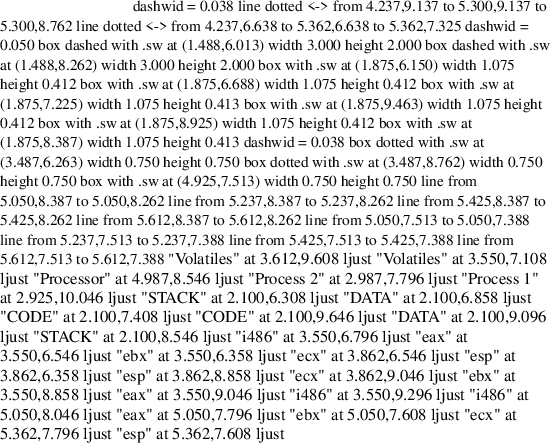 dashwid = 0.038 line dotted <-> from 4.237,9.137 to 5.300,9.137 to
5.300,8.762 line dotted <-> from 4.237,6.638 to 5.362,6.638 to 5.362,7.325 dashwid =
0.050 box dashed with .sw at (1.488,6.013) width 3.000 height 2.000 box dashed with .sw
at (1.488,8.262) width 3.000 height 2.000 box with .sw at (1.875,6.150) width 1.075
height 0.412 box with .sw at (1.875,6.688) width 1.075 height 0.412 box with .sw at
(1.875,7.225) width 1.075 height 0.413 box with .sw at (1.875,9.463) width 1.075 height
0.412 box with .sw at (1.875,8.925) width 1.075 height 0.412 box with .sw at
(1.875,8.387) width 1.075 height 0.413 dashwid = 0.038 box dotted with .sw at
(3.487,6.263) width 0.750 height 0.750 box dotted with .sw at (3.487,8.762) width 0.750
height 0.750 box with .sw at (4.925,7.513) width 0.750 height 0.750 line from
5.050,8.387 to 5.050,8.262 line from 5.237,8.387 to 5.237,8.262 line from 5.425,8.387 to
5.425,8.262 line from 5.612,8.387 to 5.612,8.262 line from 5.050,7.513 to 5.050,7.388
line from 5.237,7.513 to 5.237,7.388 line from 5.425,7.513 to 5.425,7.388 line from
5.612,7.513 to 5.612,7.388 "Volatiles" at 3.612,9.608 ljust "Volatiles" at 3.550,7.108
ljust "Processor" at 4.987,8.546 ljust "Process 2" at 2.987,7.796 ljust "Process 1"
at 2.925,10.046 ljust "STACK" at 2.100,6.308 ljust "DATA" at 2.100,6.858 ljust
"CODE" at 2.100,7.408 ljust "CODE" at 2.100,9.646 ljust "DATA" at 2.100,9.096
ljust "STACK" at 2.100,8.546 ljust "i486" at 3.550,6.796 ljust "eax" at
3.550,6.546 ljust "ebx" at 3.550,6.358 ljust "ecx" at 3.862,6.546 ljust "esp" at
3.862,6.358 ljust "esp" at 3.862,8.858 ljust "ecx" at 3.862,9.046 ljust "ebx" at
3.550,8.858 ljust "eax" at 3.550,9.046 ljust "i486" at 3.550,9.296 ljust "i486" at
5.050,8.046 ljust "eax" at 5.050,7.796 ljust "ebx" at 5.050,7.608 ljust "ecx" at
5.362,7.796 ljust "esp" at 5.362,7.608 ljust